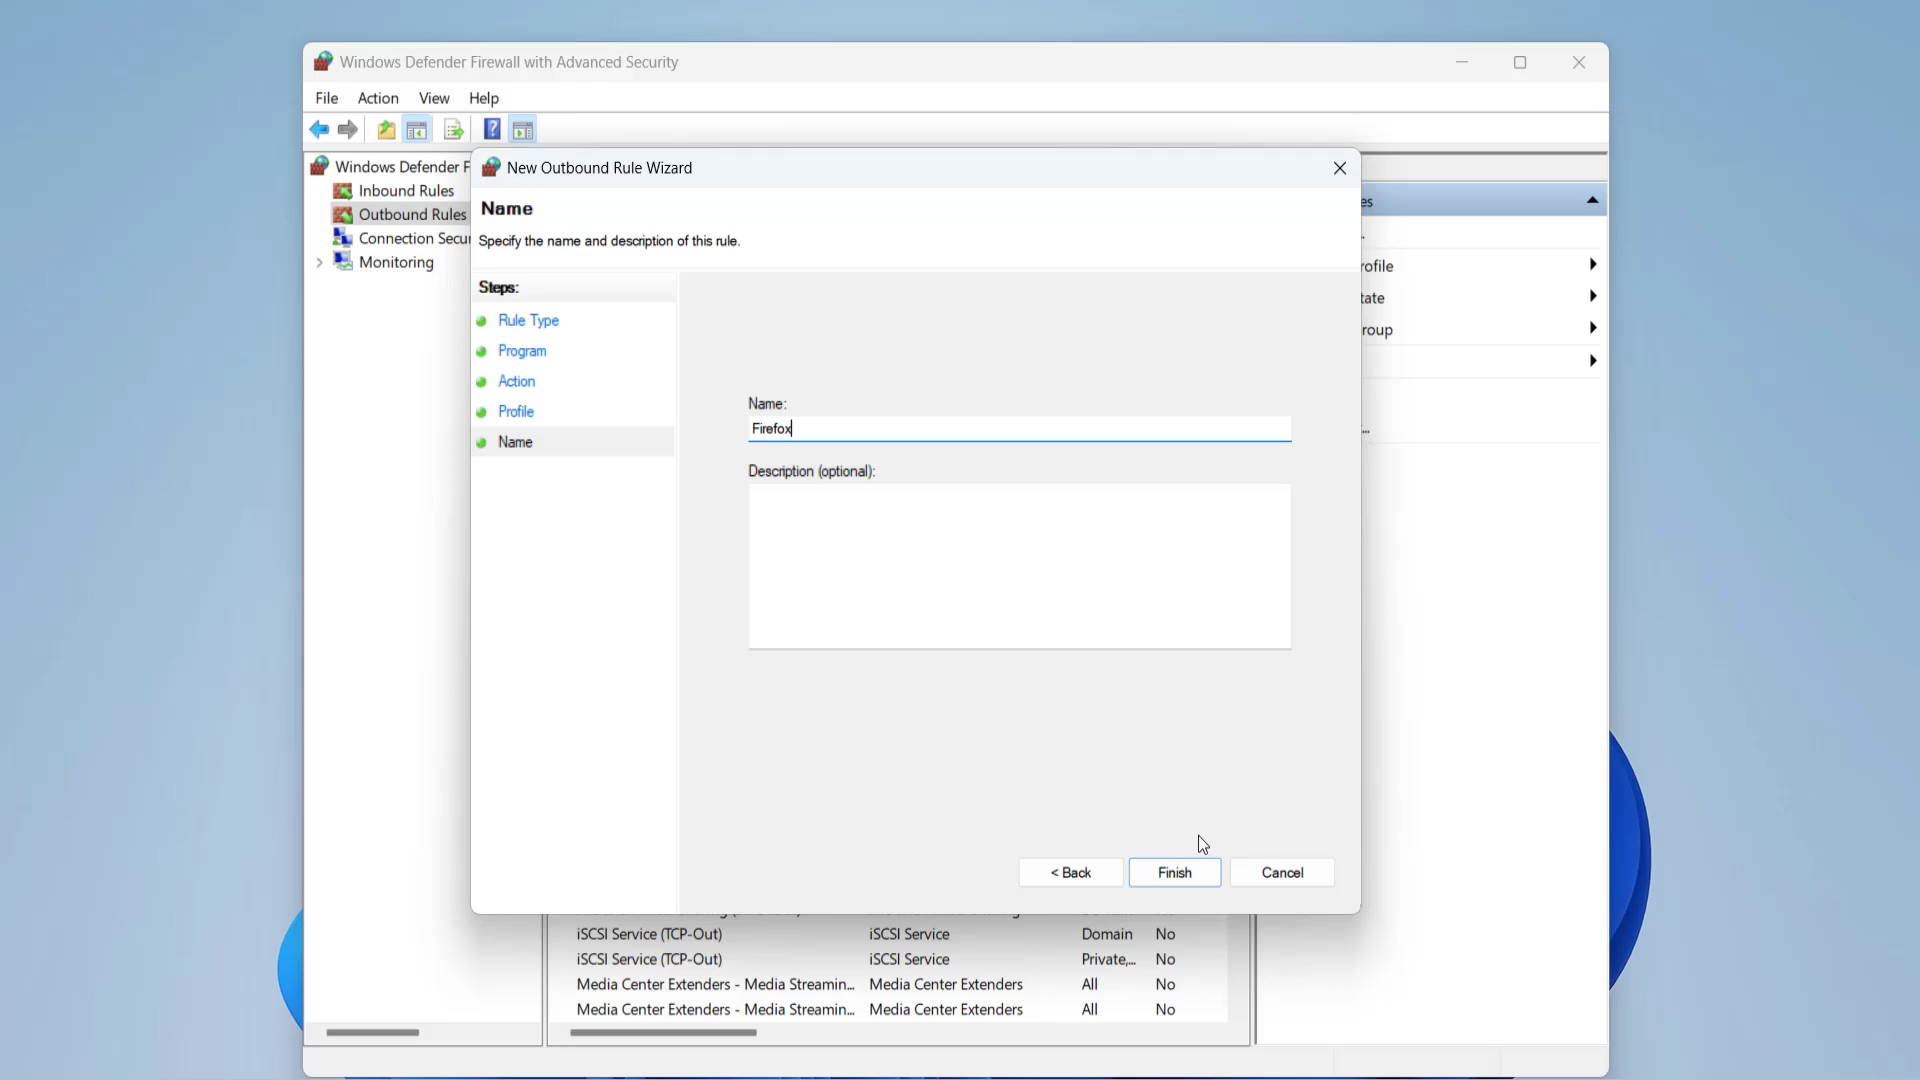 Windows Defender Firewall with Advanced Security
File Action View Help
Windows Defender F
Inbound Rules
Outbound Rules
Connection Secur
Monitoring
New Outbound Rule Wizard
Name
Specify the name and description of this rule.
Steps:
Rule Type
Program
Action
Profile
Name
Name:
Firefox
Description (optional):
< Back Finish Cancel
es
..
rofile
tate
roup
...
iSCSI Service (TCP-Out) iSCSI Service Domain No
iSCSI Service (TCP-Out) iSCSI Service Private,... No
Media Center Extenders - Media Streamin... Media Center Extenders All No
Media Center Extenders - Media Streamin... Media Center Extenders All No